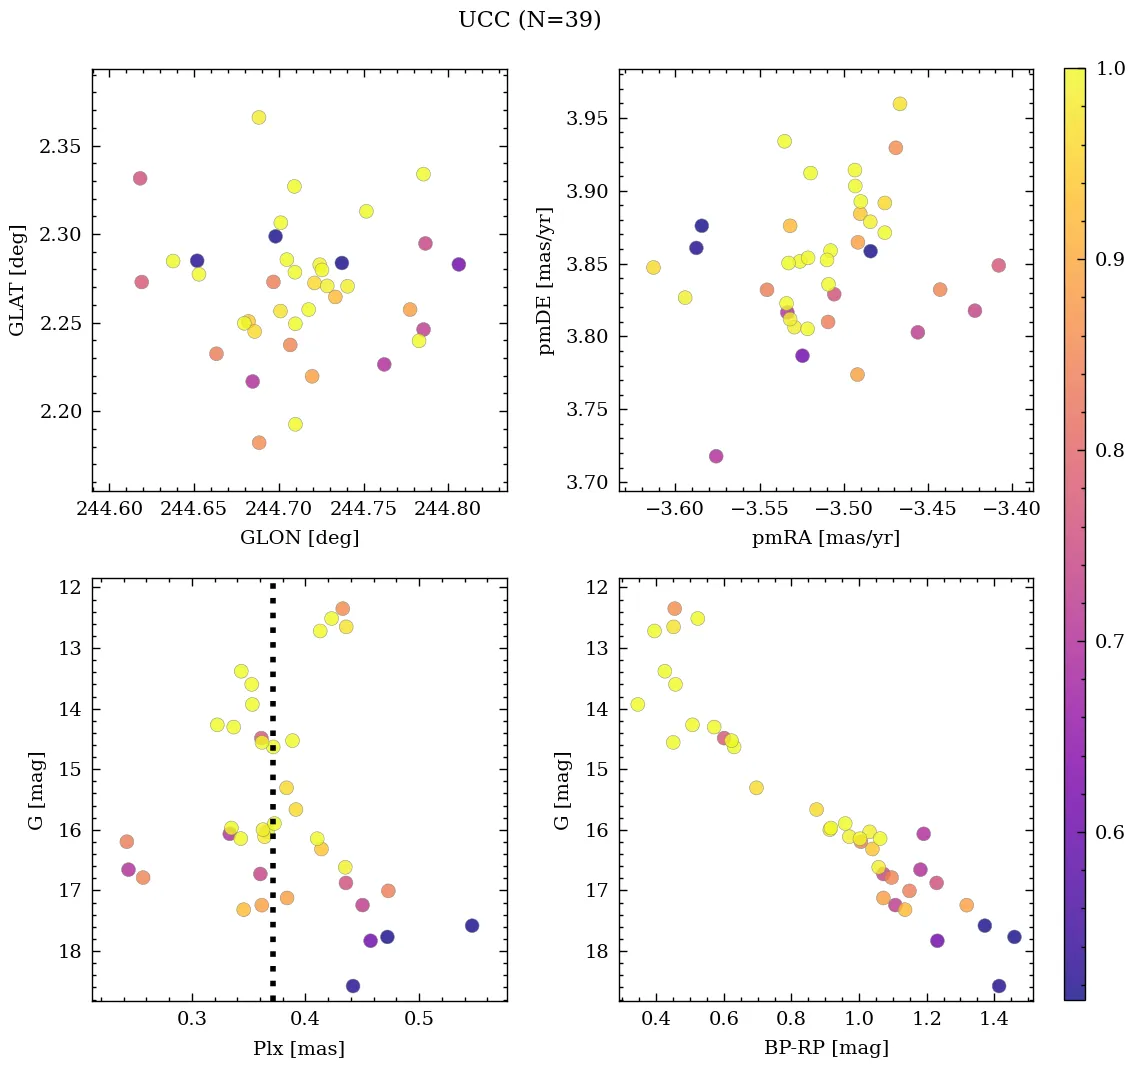 UCC (N=39)
2.35
2.30
2.25
2.20
GLAT [deg]
244.60 244.65 244.70 244.75 244.80
GLON [deg]
3.95
3.90
3.85
3.80
3.75
3.70
pmDE [mas/yr]
−3.60 −3.55 −3.50 −3.45 −3.40
pmRA [mas/yr]
1.0
0.9
0.8
0.7
0.6
12
13
14
15
16
17
18
G [mag]
0.3 0.4 0.5
Plx [mas]
12
13
14
15
16
17
18
G [mag]
0.4 0.6 0.8 1.0 1.2 1.4
BP-RP [mag]